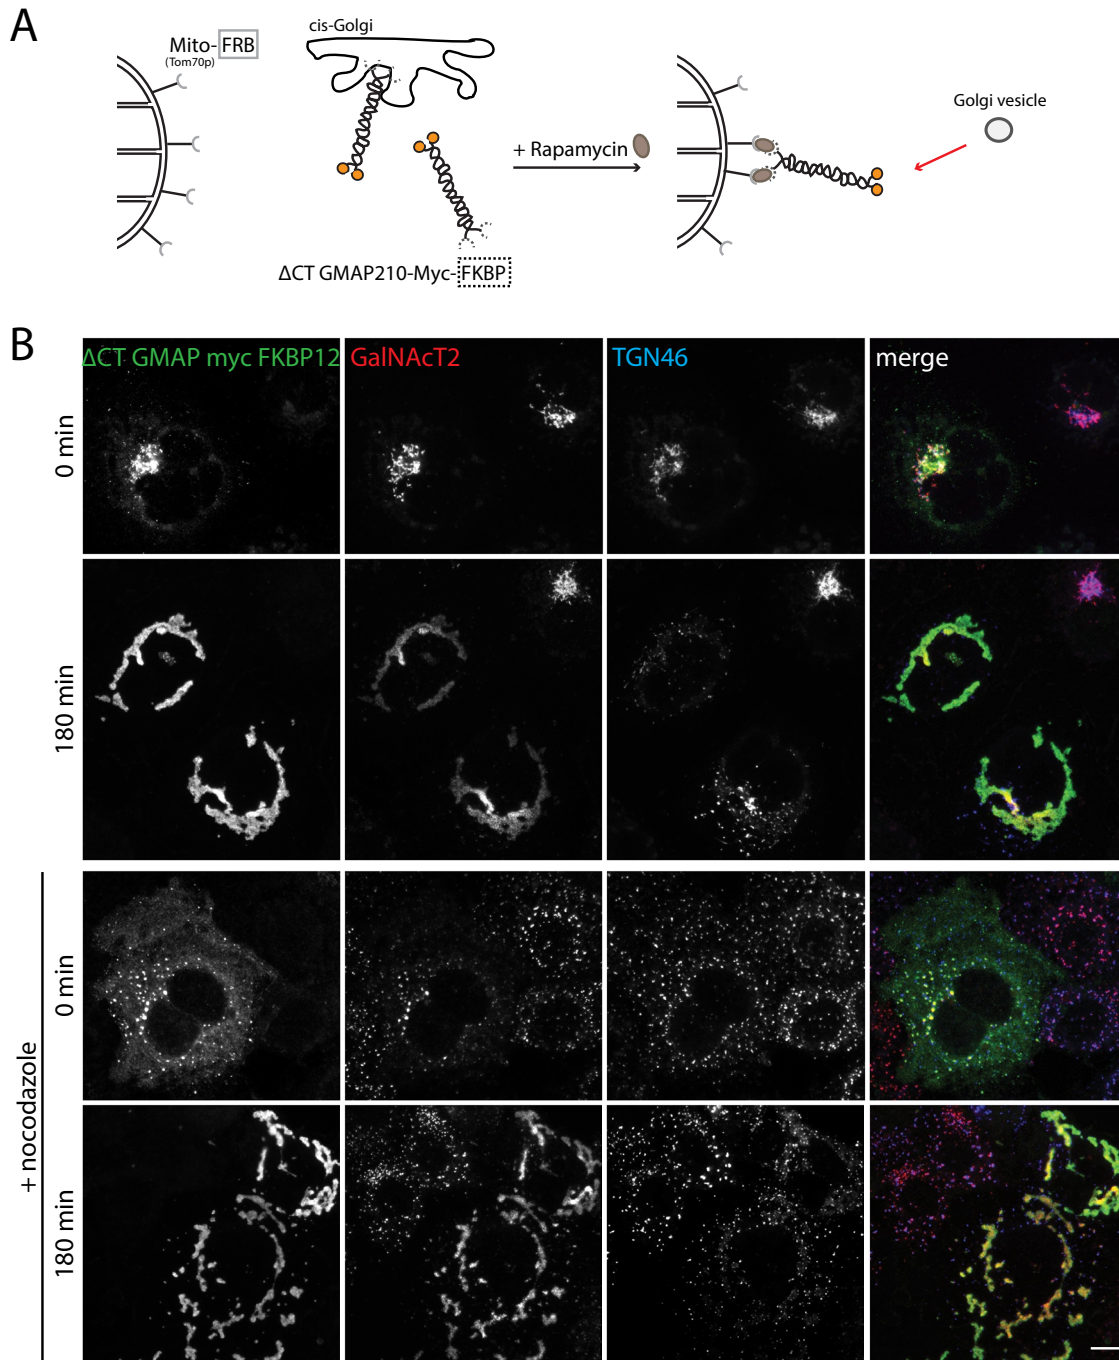 A
Mito-FRB
(Tom70p)
cis-Golgi
+ Rapamycin
Golgi vesicle
ΔCT GMAP210-Myc-FKBP
B
ΔCT GMAP myc FKBP12
GalNAcT2
TGN46
merge
0 min
180 min
+ nocodazole
0 min
180 min